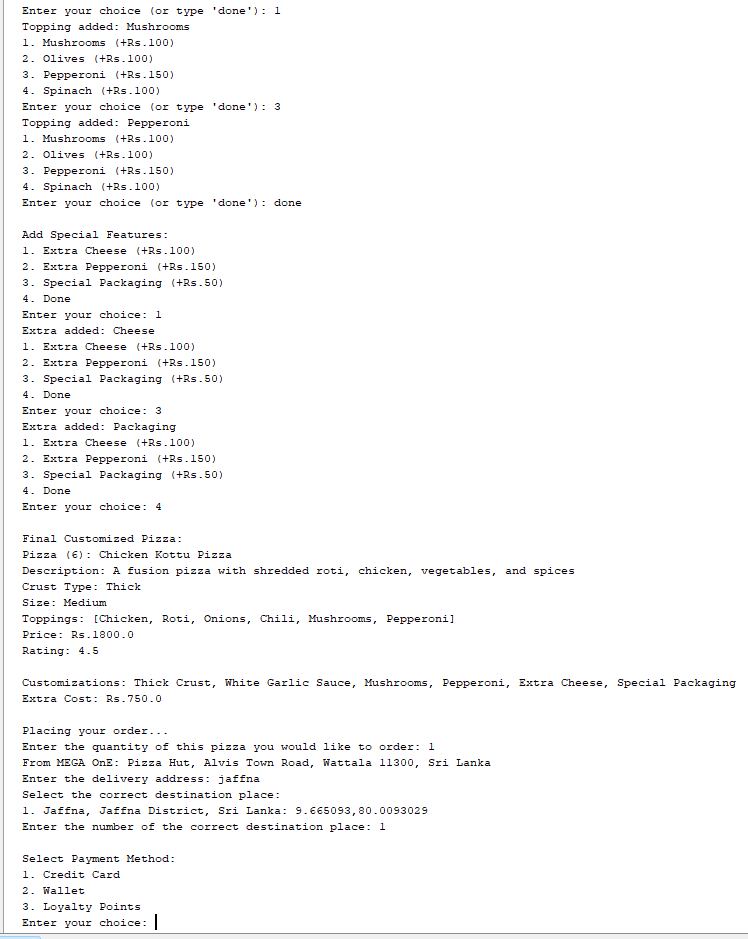 Enter your choice (or type 'done'): 1
Topping added: Mushrooms
1. Mushrooms (+Rs.100)
2. Olives (+Rs.100)
3. Pepperoni (+Rs.150)
4. Spinach (+Rs.100)
Enter your choice (or type 'done'): 3
Topping added: Pepperoni
1. Mushrooms (+Rs.100)
2. Olives (+Rs.100)
3. Pepperoni (+Rs.150)
4. Spinach (+Rs.100)
Enter your choice (or type 'done'): done

Add Special Features:
1. Extra Cheese (+Rs.100)
2. Extra Pepperoni (+Rs.150)
3. Special Packaging (+Rs.50)
4. Done
Enter your choice: 1
Extra added: Cheese
1. Extra Cheese (+Rs.100)
2. Extra Pepperoni (+Rs.150)
3. Special Packaging (+Rs.50)
4. Done
Enter your choice: 3
Extra added: Packaging
1. Extra Cheese (+Rs.100)
2. Extra Pepperoni (+Rs.150)
3. Special Packaging (+Rs.50)
4. Done
Enter your choice: 4

Final Customized Pizza:
Pizza (6): Chicken Kottu Pizza
Description: A fusion pizza with shredded roti, chicken, vegetables, and spices
Crust Type: Thick
Size: Medium
Toppings: [Chicken, Roti, Onions, Chili, Mushrooms, Pepperoni]
Price: Rs.1800.0
Rating: 4.5

Customizations: Thick Crust, White Garlic Sauce, Mushrooms, Pepperoni, Extra Cheese, Special Packaging
Extra Cost: Rs.750.0

Placing your order...
Enter the quantity of this pizza you would like to order: 1
From MEGA OnE: Pizza Hut, Alvis Town Road, Wattala 11300, Sri Lanka
Enter the delivery address: jaffna
Select the correct destination place:
1. Jaffna, Jaffna District, Sri Lanka: 9.665093,80.0093029
Enter the number of the correct destination place: 1

Select Payment Method:
1. Credit Card
2. Wallet
3. Loyalty Points
Enter your choice: